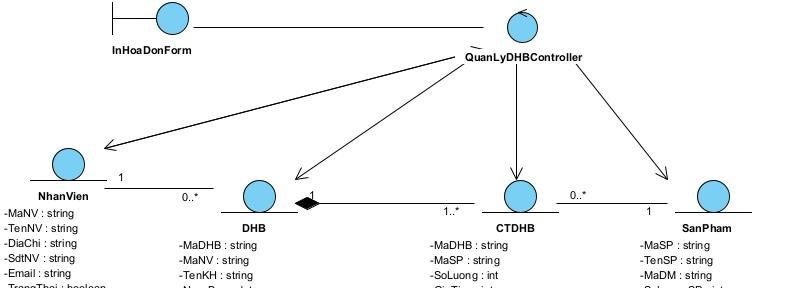 InHoaDonForm
QuanLyDHBController
1
0..*
1
1..*
0..*
1
NhanVien
-MaNV : string
-TenNV : string
-DiaChi : string
-SdtNV : string
-Email : string
DHB
-MaDHB : string
-MaNV : string
-TenKH : string
CTDHB
-MaDHB : string
-MaSP : string
-SoLuong : int
SanPham
-MaSP : string
-TenSP : string
-MaDM : string